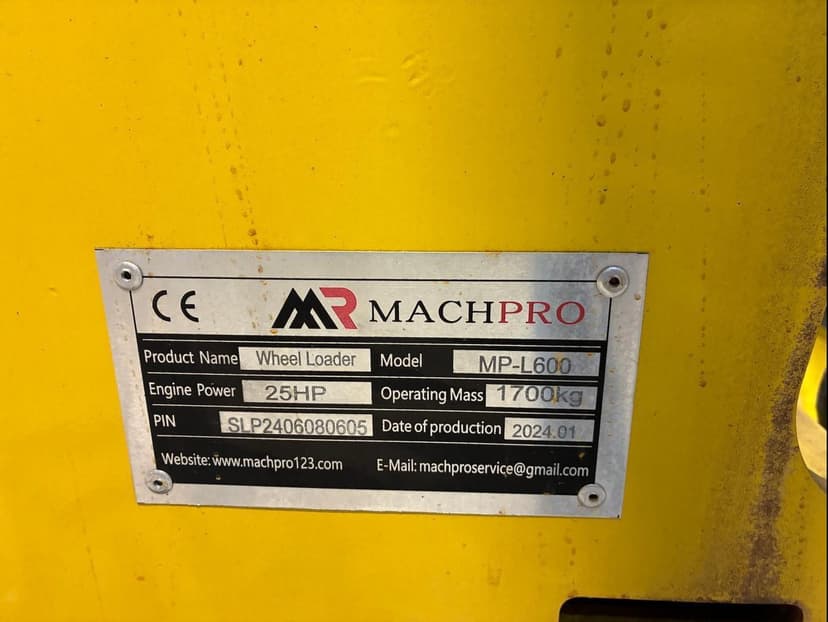 CE MR MACHPRO
Product Name Wheel Loader Model MP-L600
Engine Power 25HP Operating Mass 1700kg
PIN SLP2406080605 Date of production 2024.01
Website: www.machpro123.com E-Mail: machproservice@gmail.com